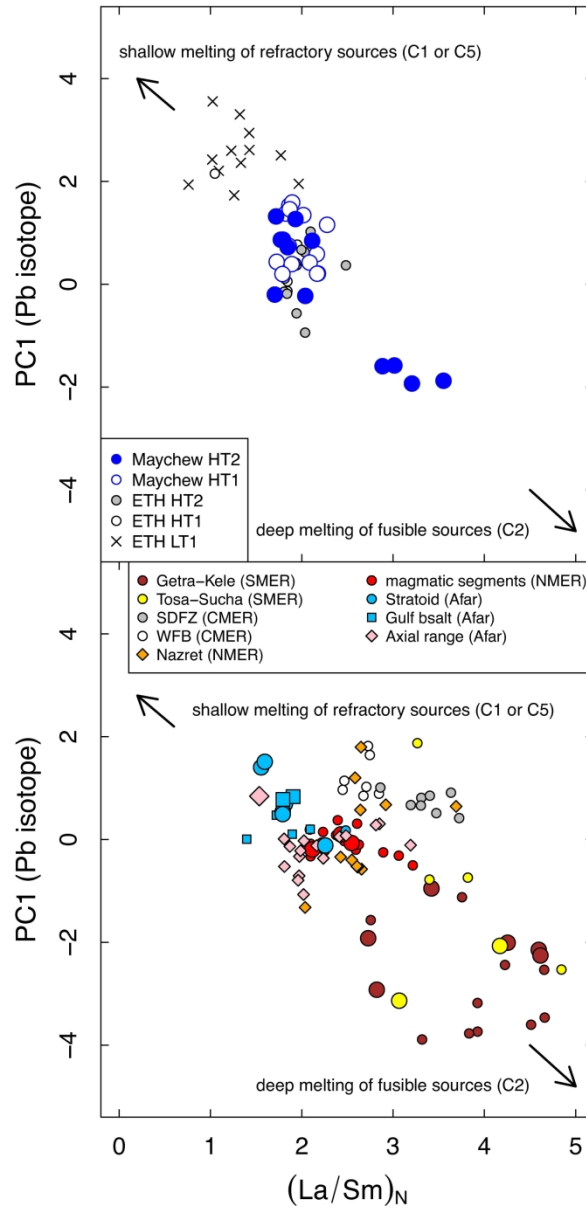 shallow melting of refractory sources (C1 or C5)
4
2
0
−2
−4
PC1 (Pb isotope)
Maychew HT2
Maychew HT1
ETH HT2
ETH HT1
ETH LT1
deep melting of fusible sources (C2)
Getra−Kele (SMER)
Tosa−Sucha (SMER)
SDFZ (CMER)
WFB (CMER)
Nazret (NMER)
magmatic segments (NMER)
Stratoid (Afar)
Gulf bsalt (Afar)
Axial range (Afar)
shallow melting of refractory sources (C1 or C5)
4
2
0
−2
−4
PC1 (Pb isotope)
deep melting of fusible sources (C2)
0 1 2 3 4 5
(La/Sm)N